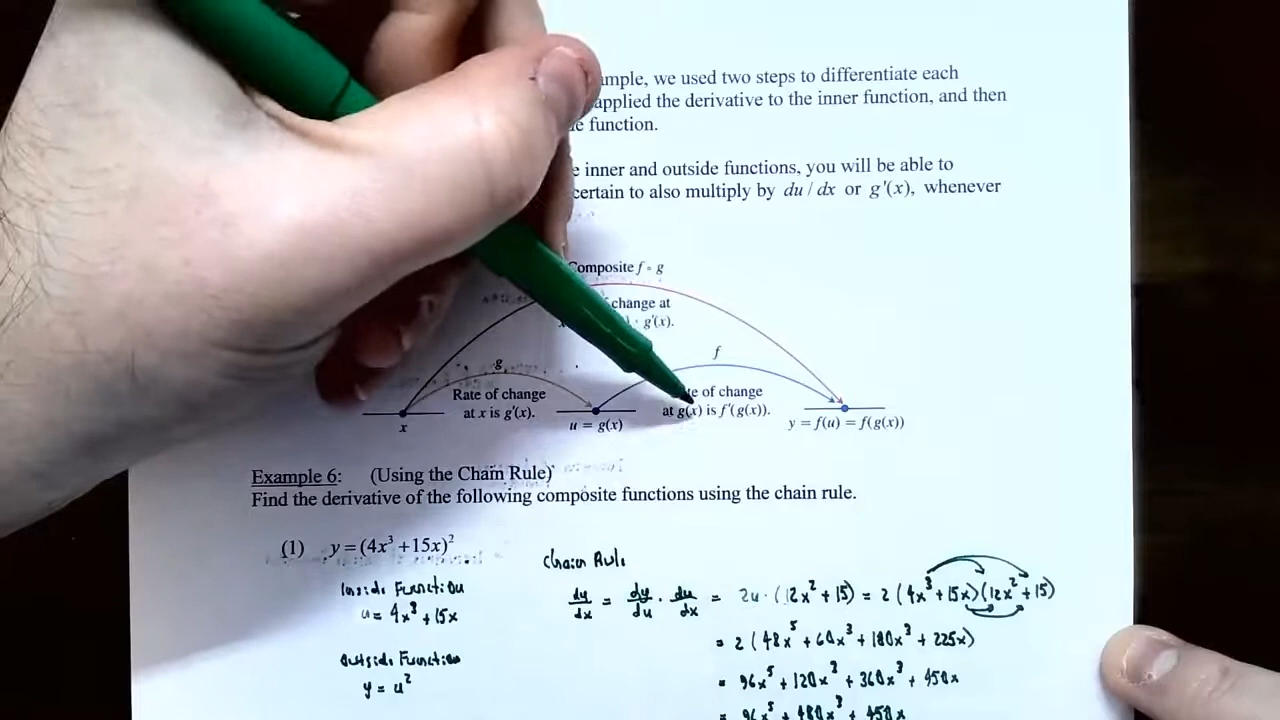 ample, we used two steps to differentiate each
applied the derivative to the inner function, and then
e function.
e inner and outside functions, you will be able to
certain to also multiply by du / dx or g'(x), whenever
Composite f ∘ g
change at
· g'(x).
g
f
Rate of change
at x is g'(x).
te of change
at g(x) is f'(g(x)).
x
u = g(x)
y = f(u) = f(g(x))
Example 6: (Using the Chain Rule)
Find the derivative of the following composite functions using the chain rule.
(1) y = (4x³ + 15x)²
Inside Function
u = 4x³ + 15x
Outside Function
y = u²
Chain Rule
dy/dx = dy/du · du/dx = 2u · (12x² + 15) = 2(4x³ + 15x)(12x² + 15)
= 2(48x⁵ + 60x³ + 180x³ + 225x)
= 96x⁵ + 120x³ + 360x³ + 450x
= 96x⁵ + 480x³ + 450x